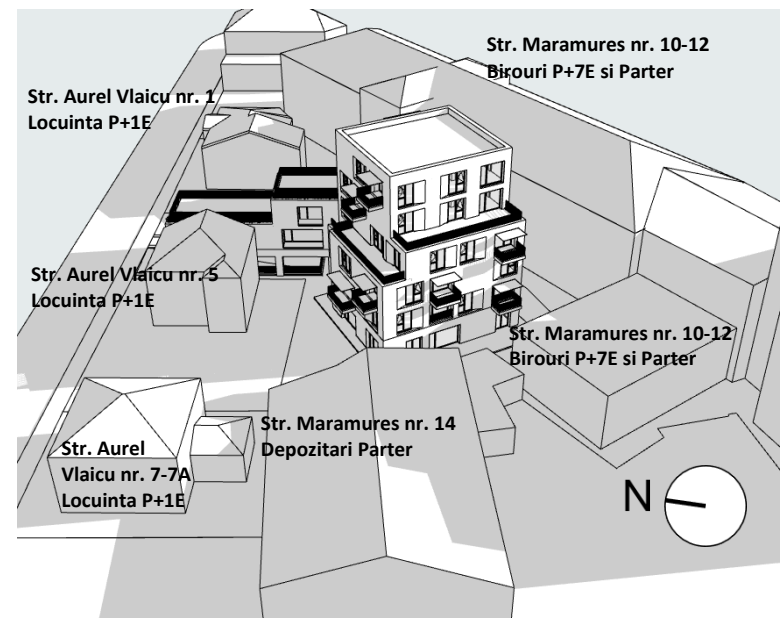 Str. Maramures nr. 10-12
Birouri P+7E si Parter
Str. Aurel Vlaicu nr. 1
Locuinta P+1E
Str. Aurel Vlaicu nr. 5
Locuinta P+1E
Str. Maramures nr. 10-12
Birouri P+7E si Parter
Str. Maramures nr. 14
Depozitari Parter
Str. Aurel
Vlaicu nr. 7-7A
Locuinta P+1E
N